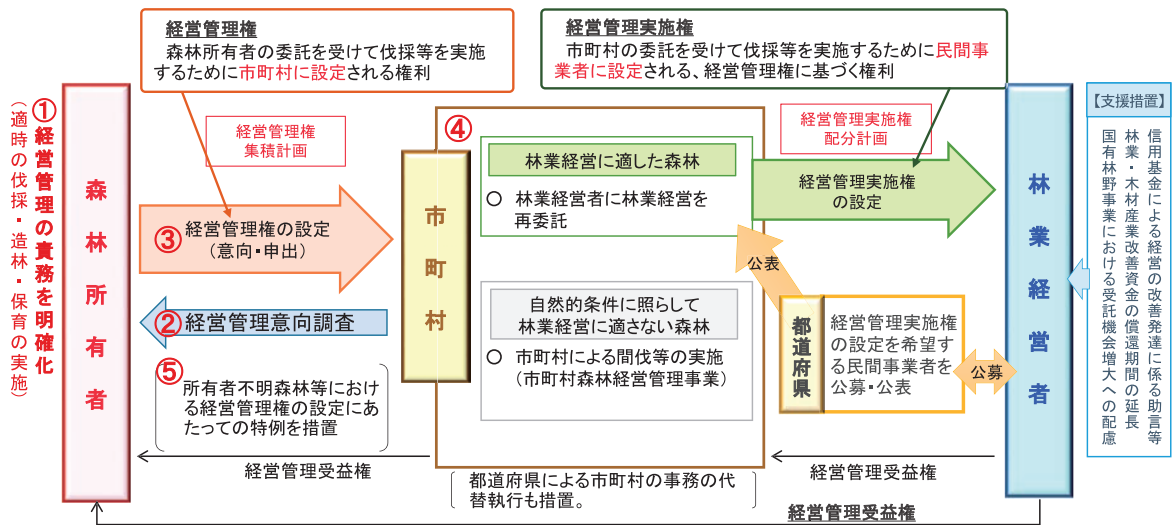 経営管理権
森林所有者の委託を受けて伐採等を実施
するために市町村に設定される権利
経営管理実施権
市町村の委託を受けて伐採等を実施するために民間事
業者に設定される、経営管理権に基づく権利
①経営管理の責務を明確化
(適時の伐採・造林・保育の実施)
森林所有者
経営管理権
集積計画
③経営管理権の設定
(意向・申出)
②経営管理意向調査
⑤
所有者不明森林等におけ
る経営管理権の設定にあ
たっての特例を措置
経営管理受益権
市町村
④
林業経営に適した森林
○ 林業経営者に林業経営を
再委託
自然的条件に照らして
林業経営に適さない森林
○ 市町村による間伐等の実施
(市町村森林経営管理事業)
都道府県による市町村の事務の代
替執行も措置。
経営管理実施権
配分計画
経営管理実施権
の設定
公表
都道府県
経営管理実施権
の設定を希望す
る民間事業者を
公募・公表
公募
経営管理受益権
経営管理受益権
林業経営者
【支援措置】
信用基金による経営の改善発達に係る助言等
林業・木材産業改善資金の償還期間の延長
国有林野事業における受託機会増大への配慮